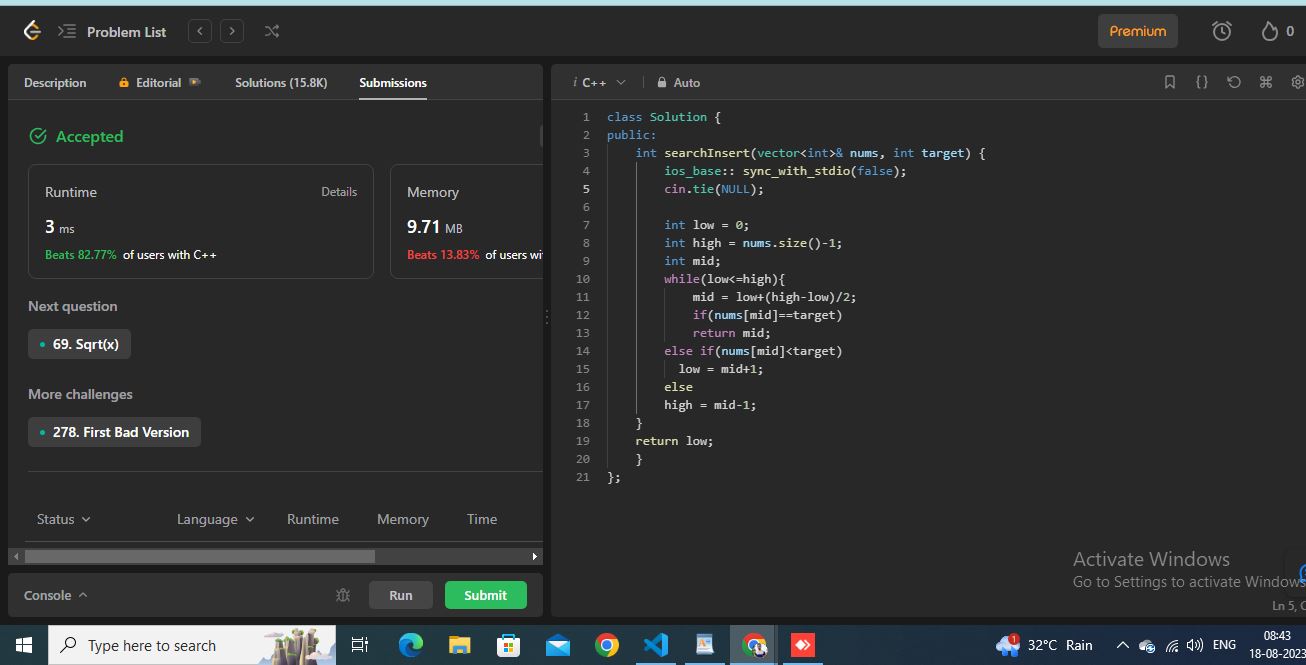 Problem List
Premium
0
Description
Editorial
Solutions (15.8K)
Submissions
Accepted
Runtime
Details
3 ms
Beats 82.77% of users with C++
Memory
9.71 MB
Beats 13.83% of users wi
Next question
69. Sqrt(x)
More challenges
278. First Bad Version
Status
Language
Runtime
Memory
Time
Console
Run
Submit
i C++
Auto
1 class Solution {
2 public:
3 int searchInsert(vector<int>& nums, int target) {
4 ios_base:: sync_with_stdio(false);
5 cin.tie(NULL);
6
7 int low = 0;
8 int high = nums.size()-1;
9 int mid;
10 while(low<=high){
11 mid = low+(high-low)/2;
12 if(nums[mid]==target)
13 return mid;
14 else if(nums[mid]<target)
15 low = mid+1;
16 else
17 high = mid-1;
18 }
19 return low;
20 }
21 };
Activate Windows
Go to Settings to activate Windows
Ln 5, C
Type here to search
1
32°C Rain
ENG
08:43
18-08-2023